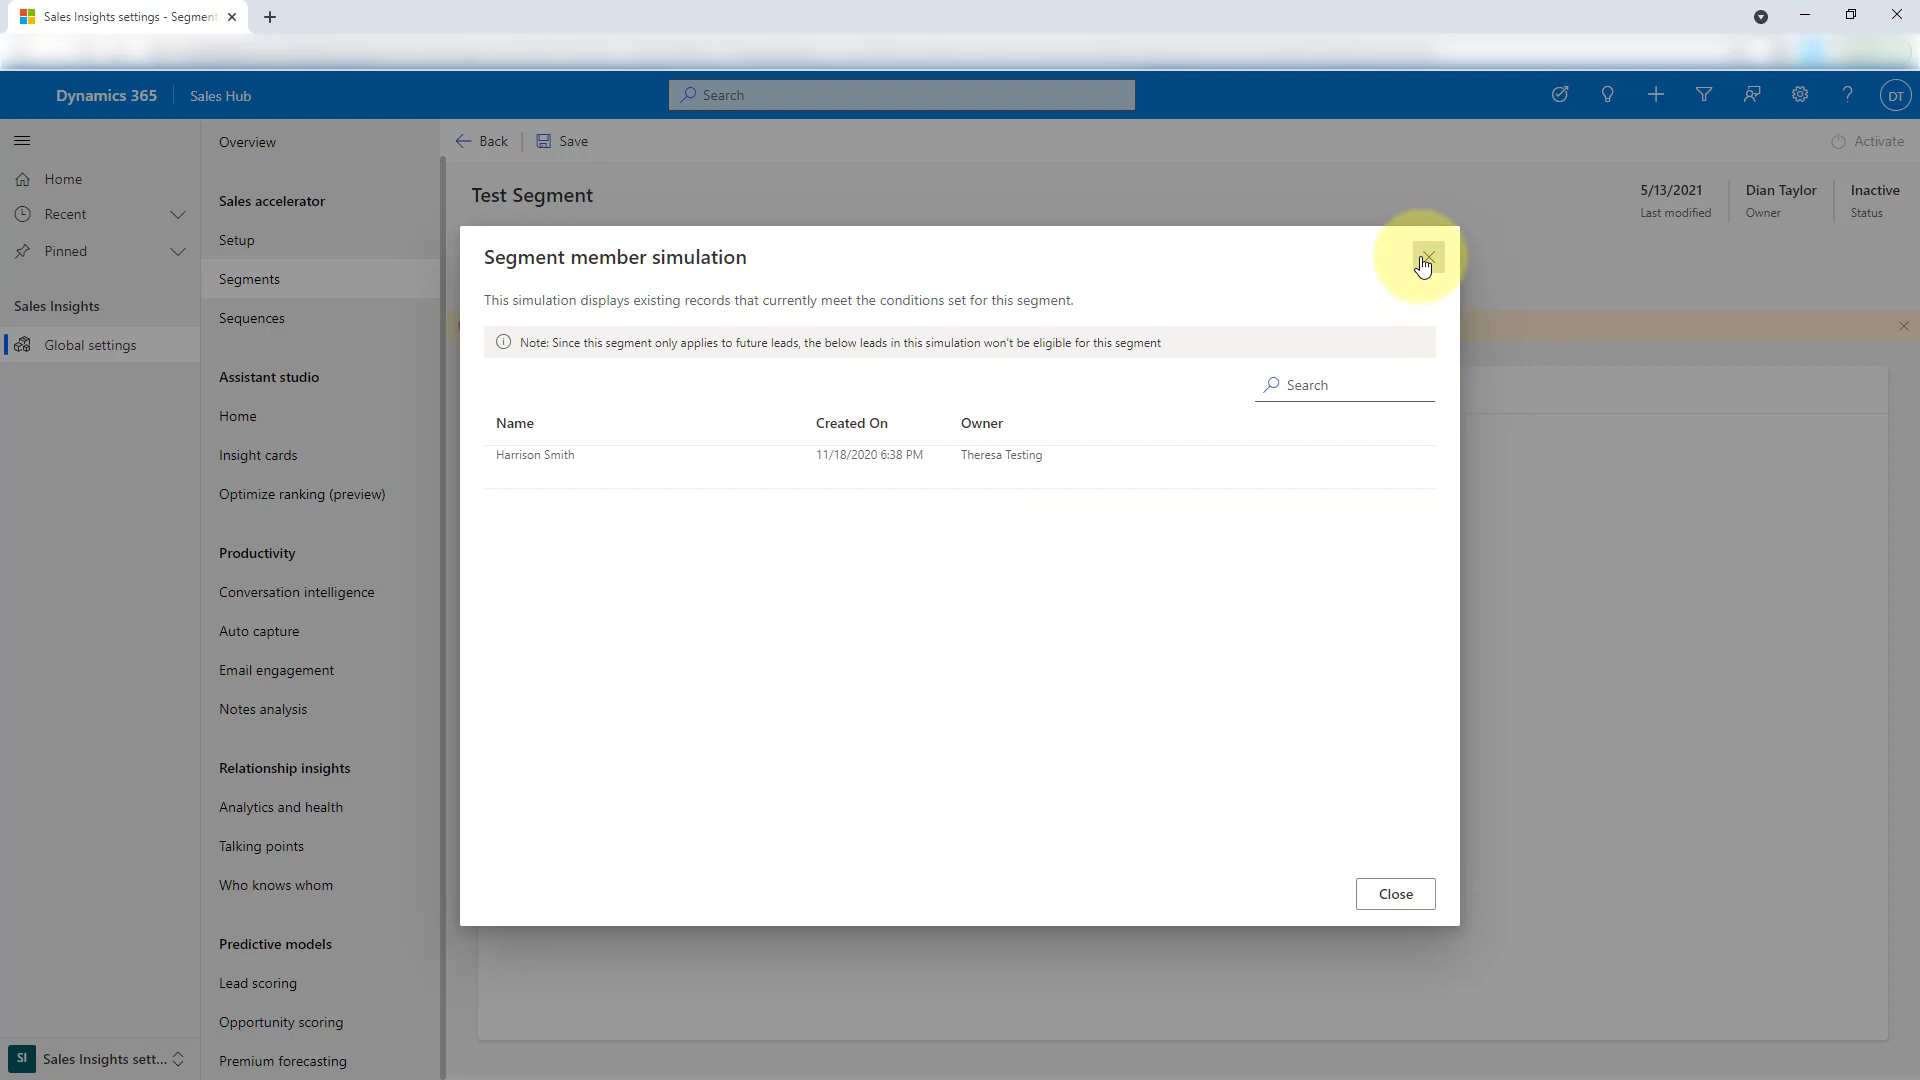 Sales Insights settings - Segment
Dynamics 365
Sales Hub
Search
DT
Home
Recent
Pinned
Sales Insights
Global settings
SI
Sales Insights sett...
Overview
Sales accelerator
Setup
Segments
Sequences
Assistant studio
Home
Insight cards
Optimize ranking (preview)
Productivity
Conversation intelligence
Auto capture
Email engagement
Notes analysis
Relationship insights
Analytics and health
Talking points
Who knows whom
Predictive models
Lead scoring
Opportunity scoring
Premium forecasting
Back
Save
Activate
Test Segment
5/13/2021
Last modified
Dian Taylor
Owner
Inactive
Status
Segment member simulation
This simulation displays existing records that currently meet the conditions set for this segment.
Note: Since this segment only applies to future leads, the below leads in this simulation won't be eligible for this segment
Search
Name Created On Owner
Harrison Smith 11/18/2020 6:38 PM Theresa Testing
Close